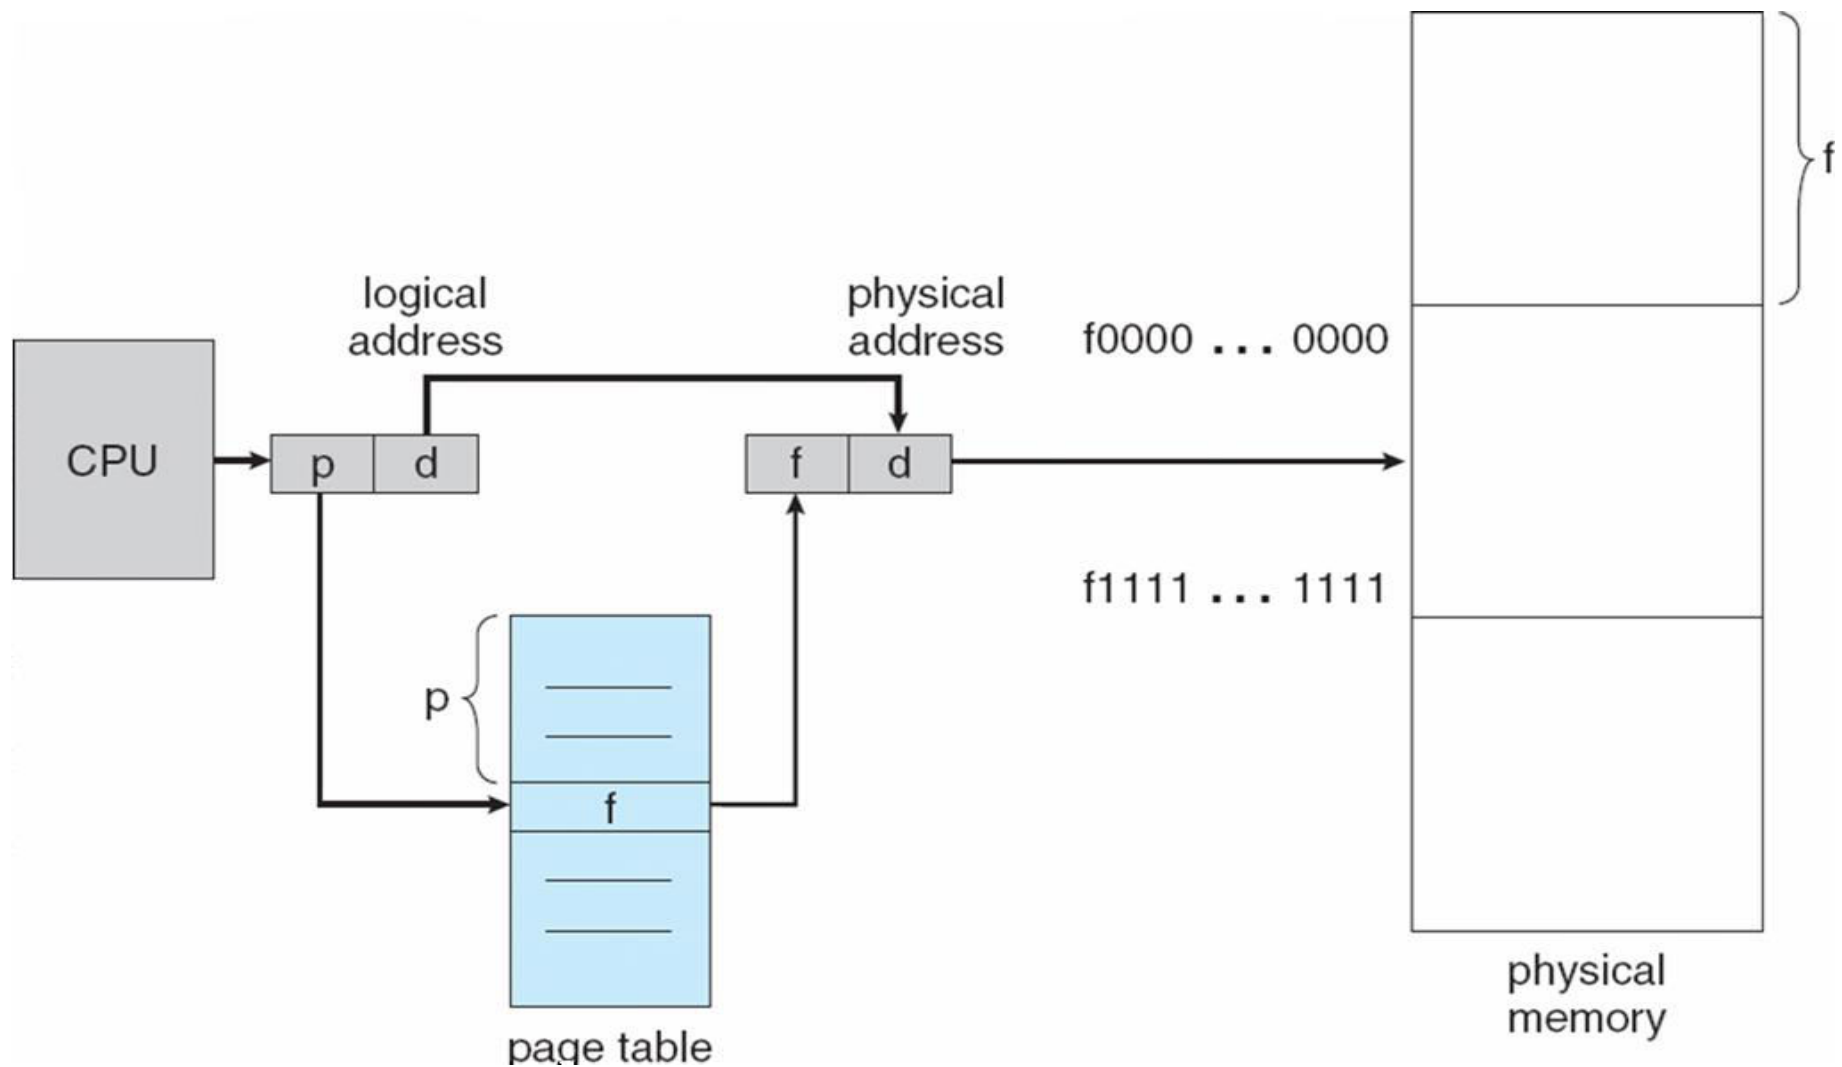 f
logical
address
physical
address
f0000 ... 0000
CPU
p d
f d
f1111 ... 1111
p
f
physical
memory
page table